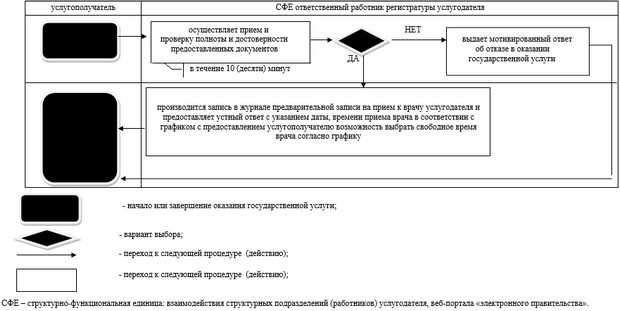 услугополучатель
СФЕ ответственный работник регистратуры услугодателя
осуществляет прием и
проверку полноты и достоверности
предоставленных документов
в течение 10 (десяти) минут
НЕТ
ДА
выдает мотивированный ответ
об отказе в оказании
государственной услуги
производится запись в журнале предварительной записи на прием к врачу услугодателя и
предоставляет устный ответ с указанием даты, времени приема врача в соответствии с
графиком с предоставлением услугополучателю возможность выбрать свободное время
врача согласно графику
- начало или завершение оказания государственной услуги;
- вариант выбора;
- переход к следующей процедуре (действию);
- переход к следующей процедуре (действию);
СФЕ – структурно-функциональная единица: взаимодействия структурных подразделений (работников) услугодателя, веб-портала «электронного правительства».